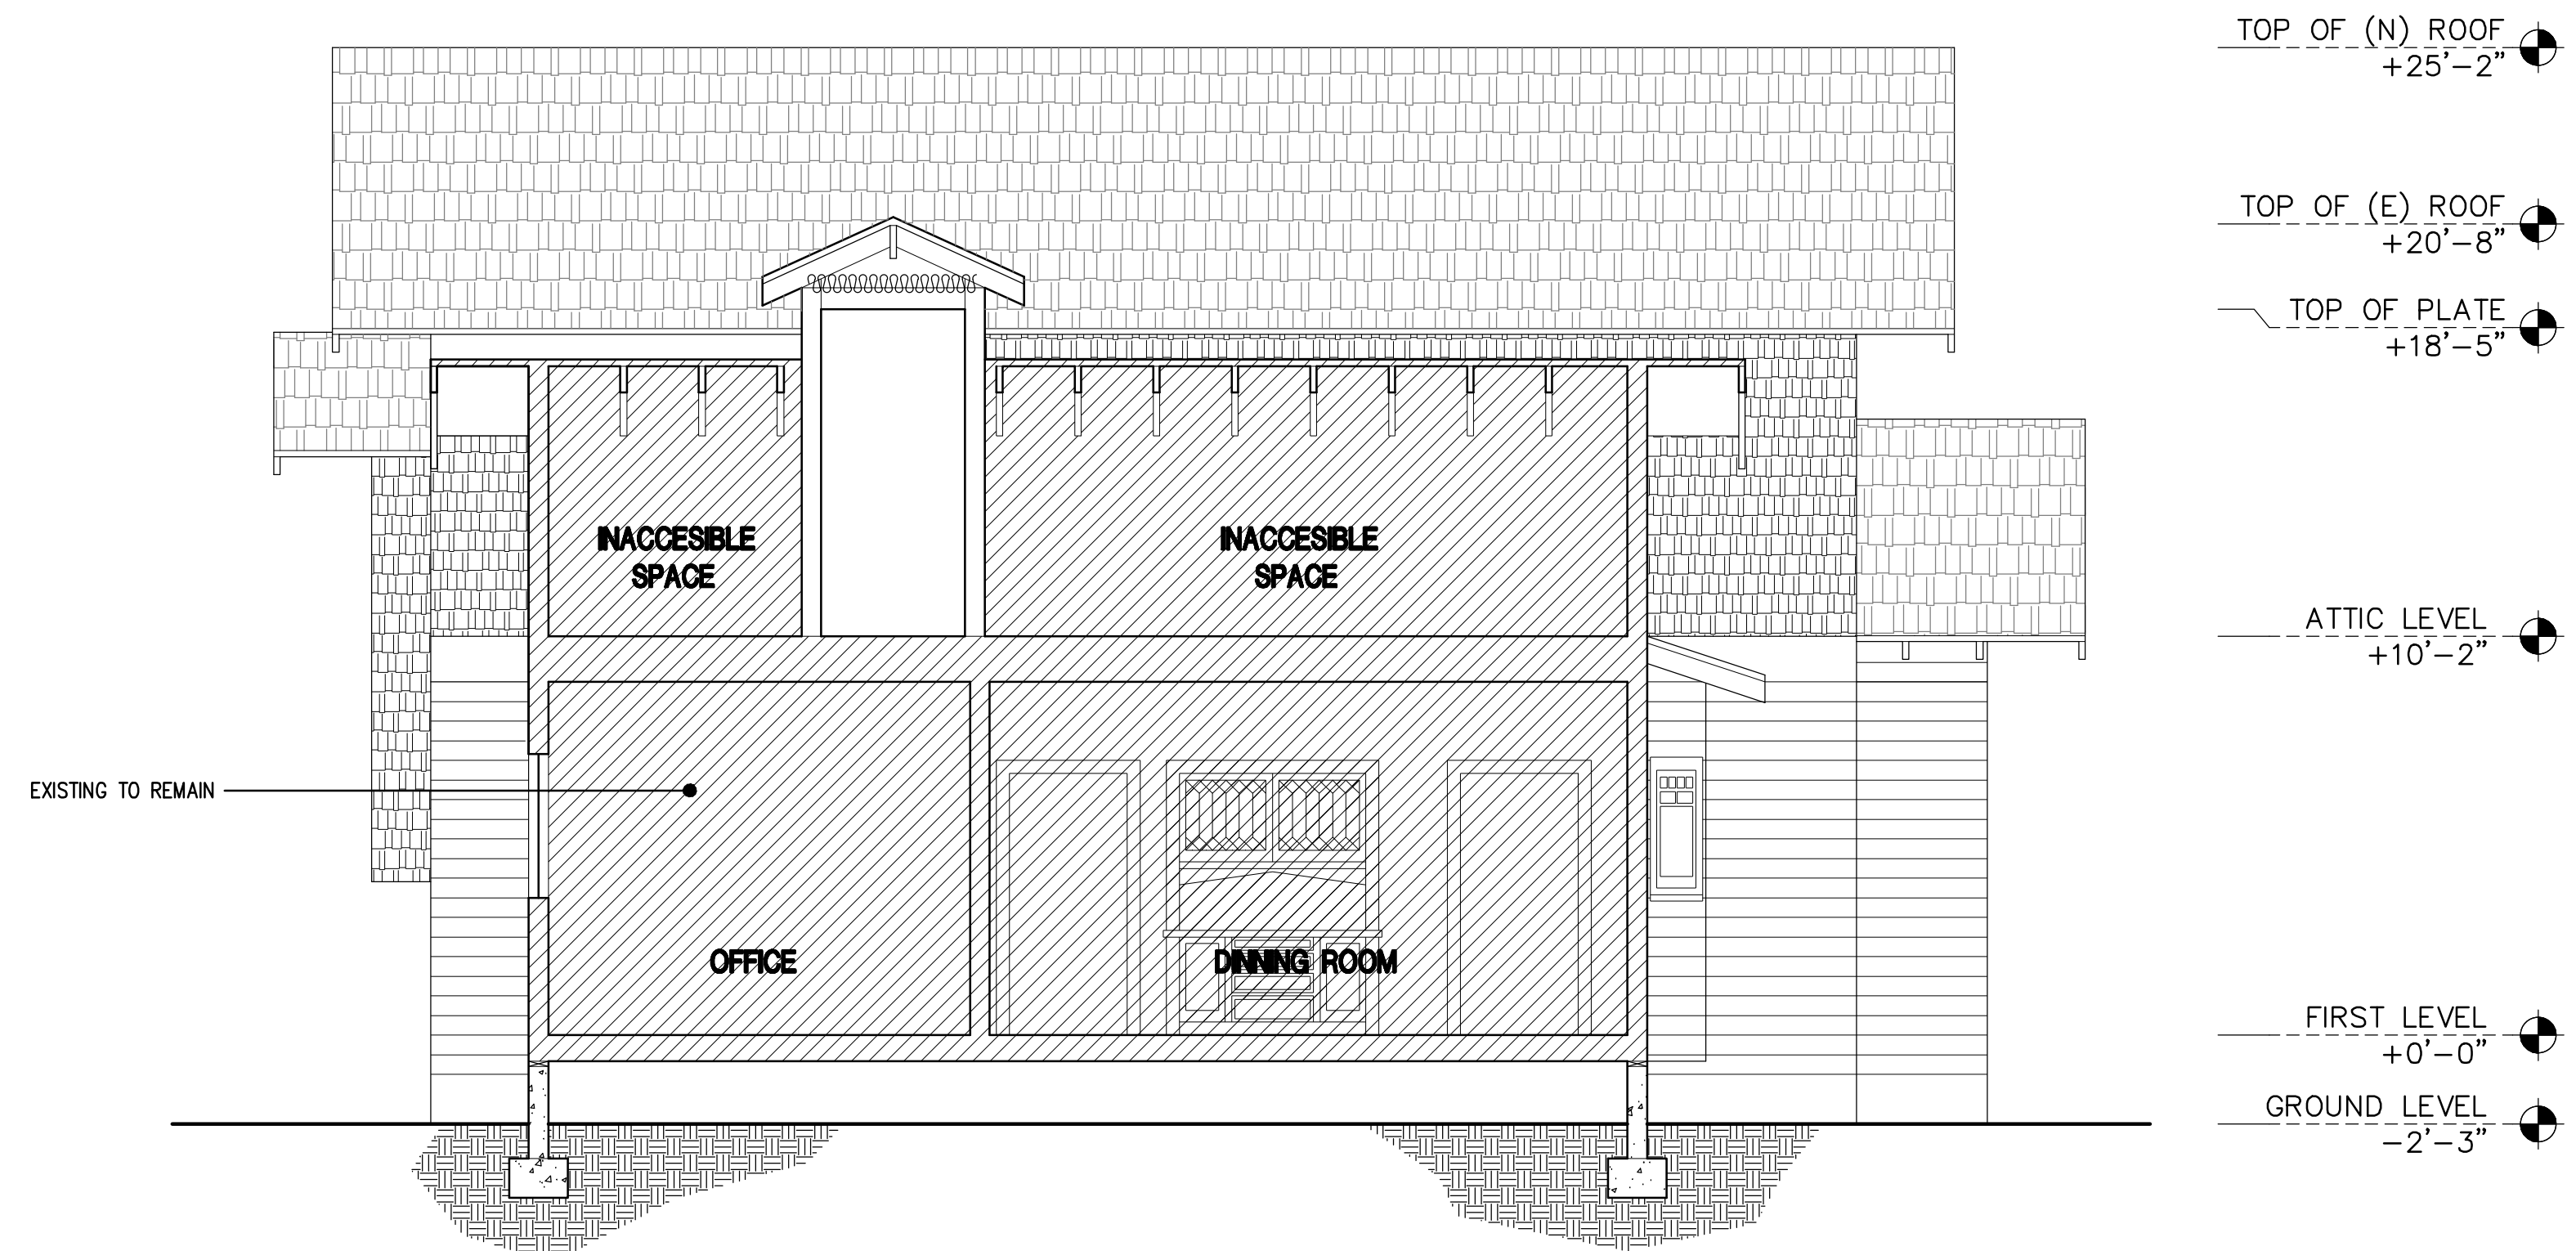 TOP OF (N) ROOF
+25'-2"
TOP OF (E) ROOF
+20'-8"
TOP OF PLATE
+18'-5"
INACCESIBLE
SPACE
INACCESIBLE
SPACE
ATTIC LEVEL
+10'-2"
EXISTING TO REMAIN
OFFICE
DINNING ROOM
FIRST LEVEL
+0'-0"
GROUND LEVEL
-2'-3"